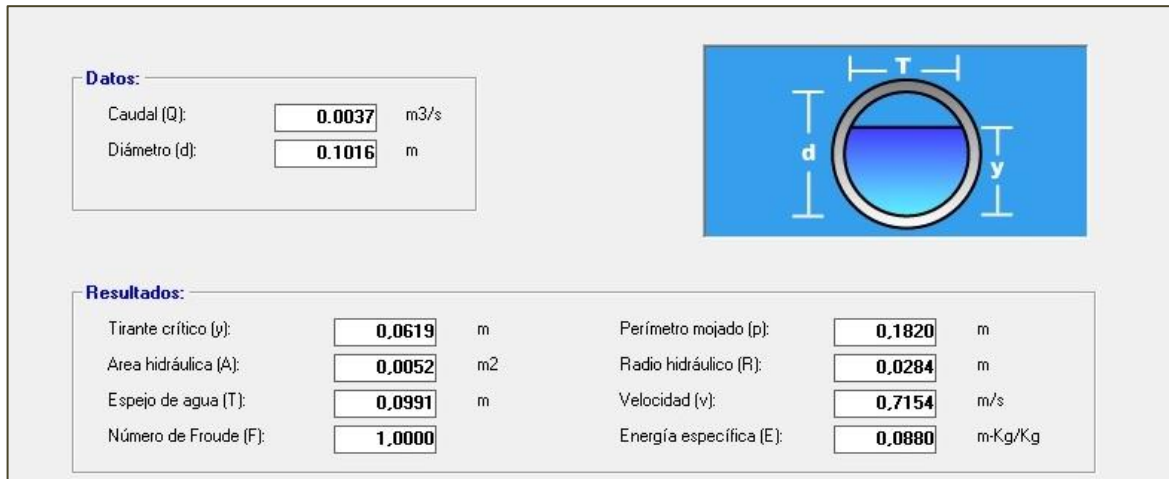 Datos:
Caudal (Q): 0.0037 m3/s
Diámetro (d): 0.1016 m
T
d
y
Resultados:
Tirante crítico (y): 0,0619 m Perímetro mojado (p): 0,1820 m
Area hidráulica (A): 0,0052 m2 Radio hidráulico (R): 0,0284 m
Espejo de agua (T): 0,0991 m Velocidad (v): 0,7154 m/s
Número de Froude (F): 1,0000 Energía específica (E): 0,0880 m-Kg/Kg